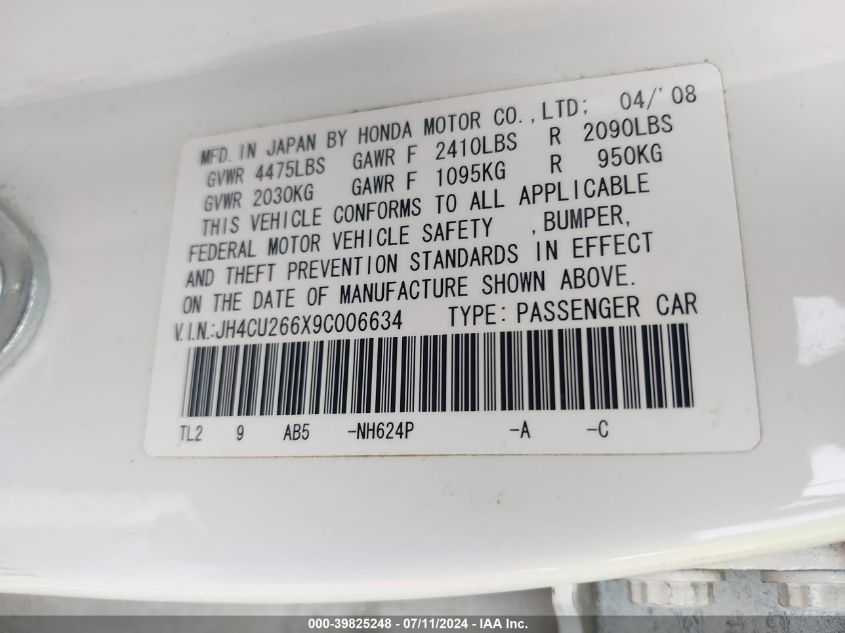 MFD. IN JAPAN BY HONDA MOTOR CO., LTD; 04/'08
GVWR 4475LBS GAWR F 2410LBS R 2090LBS
GVWR 2030KG GAWR F 1095KG R 950KG
THIS VEHICLE CONFORMS TO ALL APPLICABLE
FEDERAL MOTOR VEHICLE SAFETY , BUMPER,
AND THEFT PREVENTION STANDARDS IN EFFECT
ON THE DATE OF MANUFACTURE SHOWN ABOVE.
V.I.N.:JH4CU266X9C006634 TYPE: PASSENGER CAR
TL2 9 AB5 -NH624P -A -C
000-39825248 - 07/11/2024 - IAA Inc.